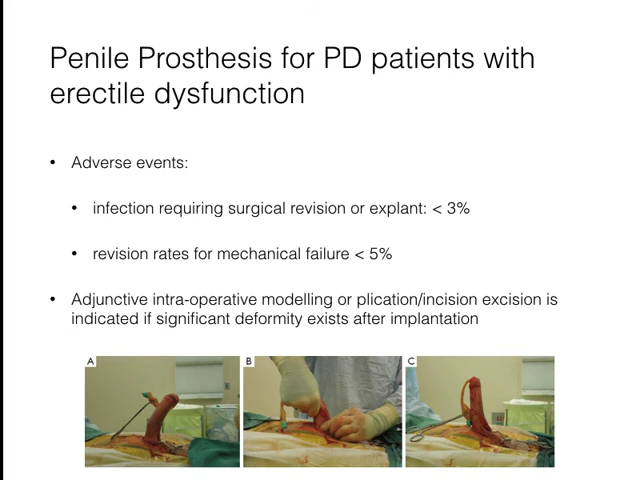 Penile Prosthesis for PD patients with
erectile dysfunction
• Adverse events:
• infection requiring surgical revision or explant: < 3%
• revision rates for mechanical failure < 5%
• Adjunctive intra-operative modelling or plication/incision excision is
indicated if significant deformity exists after implantation
A B C